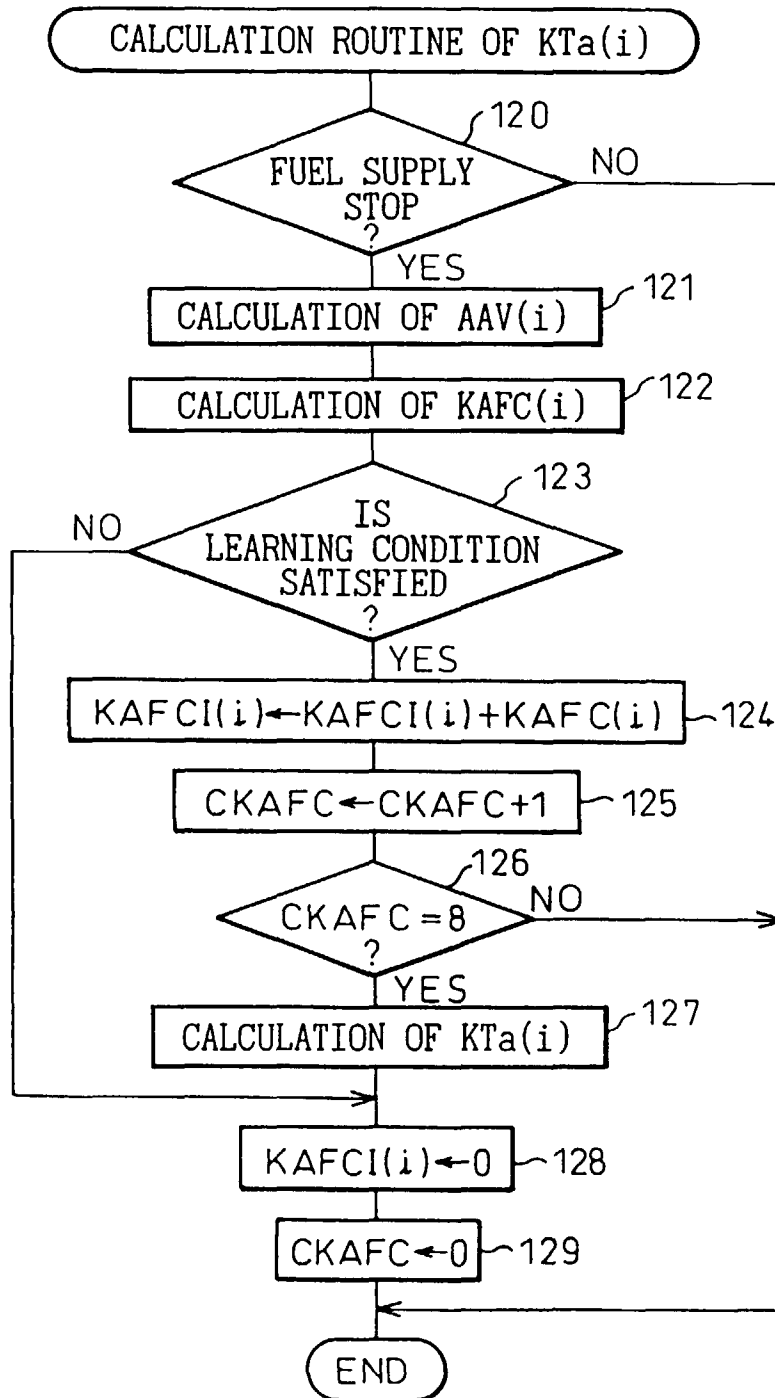 CALCULATION ROUTINE OF KTa(i)
120
FUEL SUPPLY
STOP
?
NO
YES
CALCULATION OF AAV(i)
121
CALCULATION OF KAFC(i)
122
123
NO
IS
LEARNING CONDITION
SATISFIED
?
YES
KAFCI(i)←KAFCI(i)+KAFC(i)
124
CKAFC←CKAFC+1
125
126
CKAFC=8
?
NO
YES
CALCULATION OF KTa(i)
127
KAFCI(i)←0
128
CKAFC←0
129
END